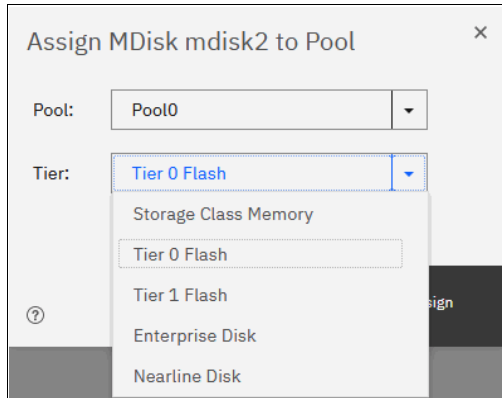 Assign MDisk mdisk2 to Pool
Pool: Pool0
Tier: Tier 0 Flash
Storage Class Memory
Tier 0 Flash
Tier 1 Flash
Enterprise Disk
Nearline Disk